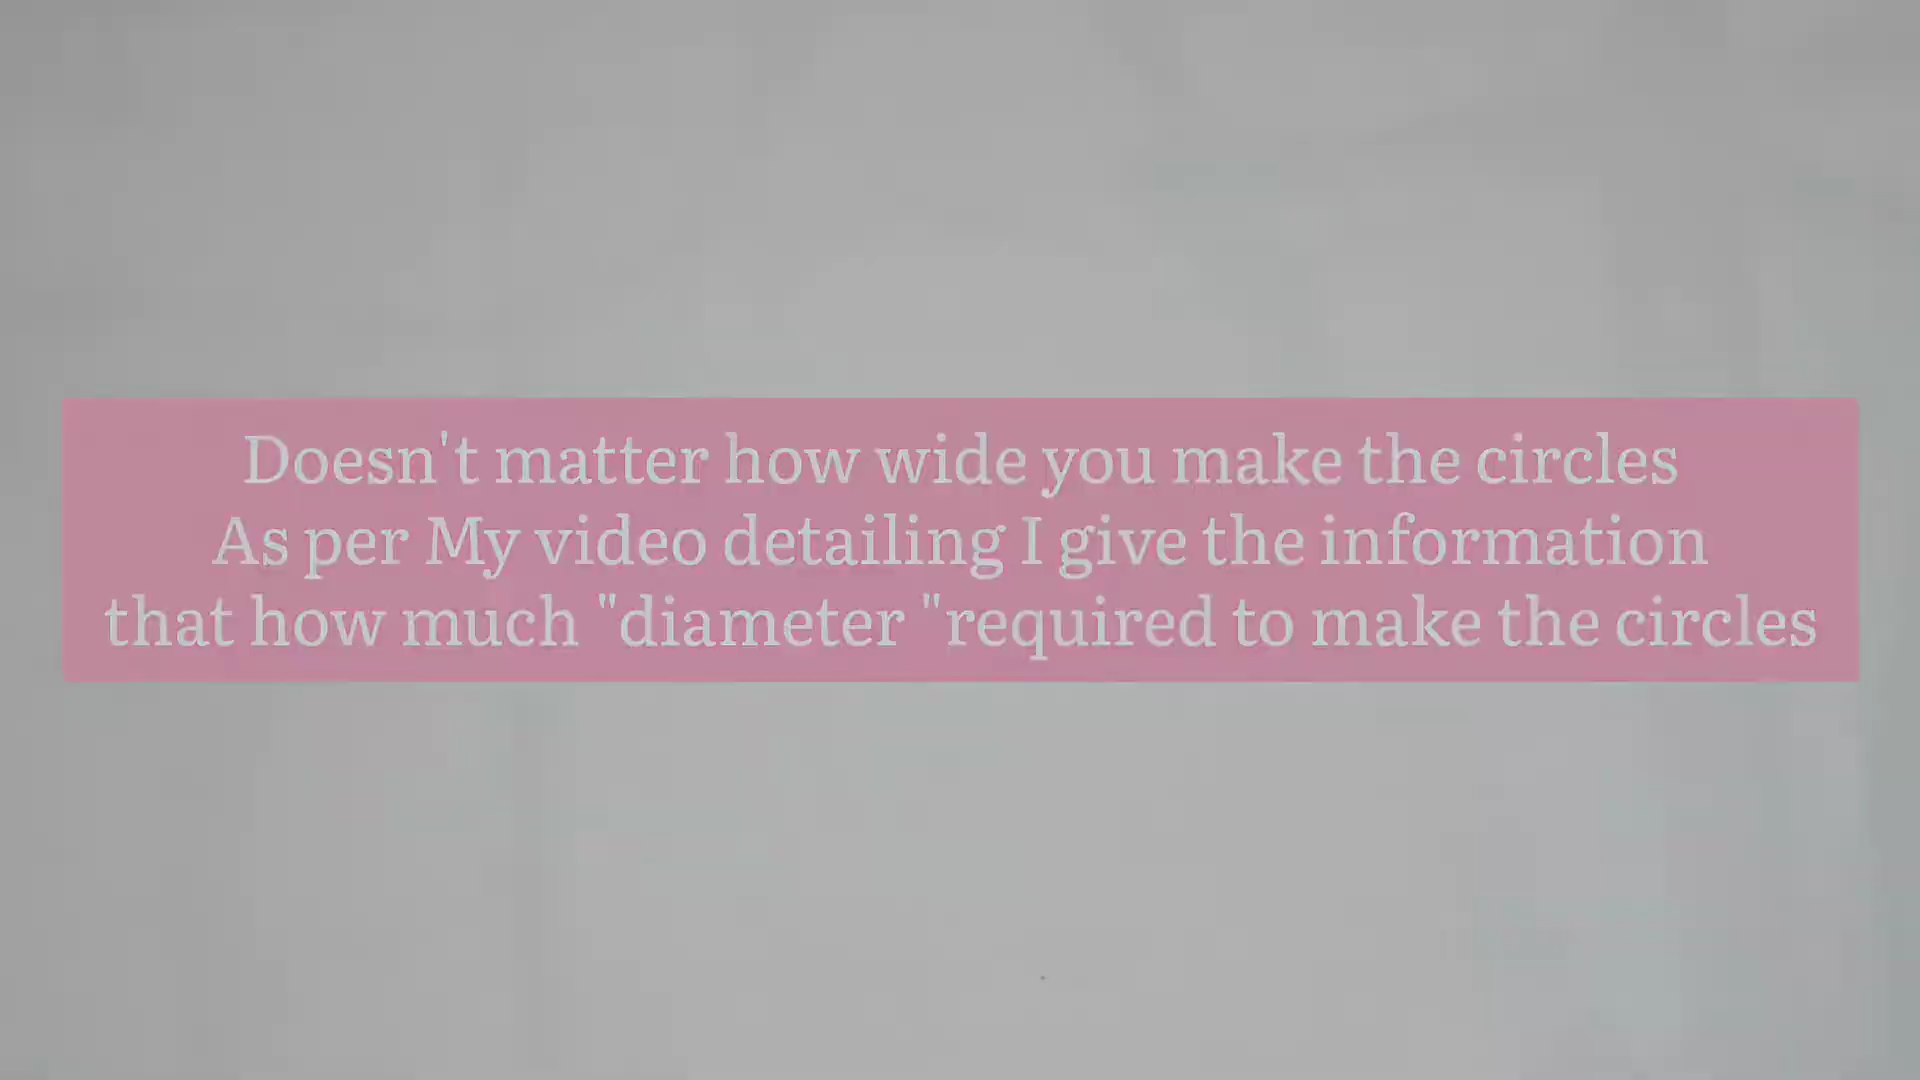 Doesn't matter how wide you make the circles
As per My video detailing I give the information
that how much "diameter "required to make the circles